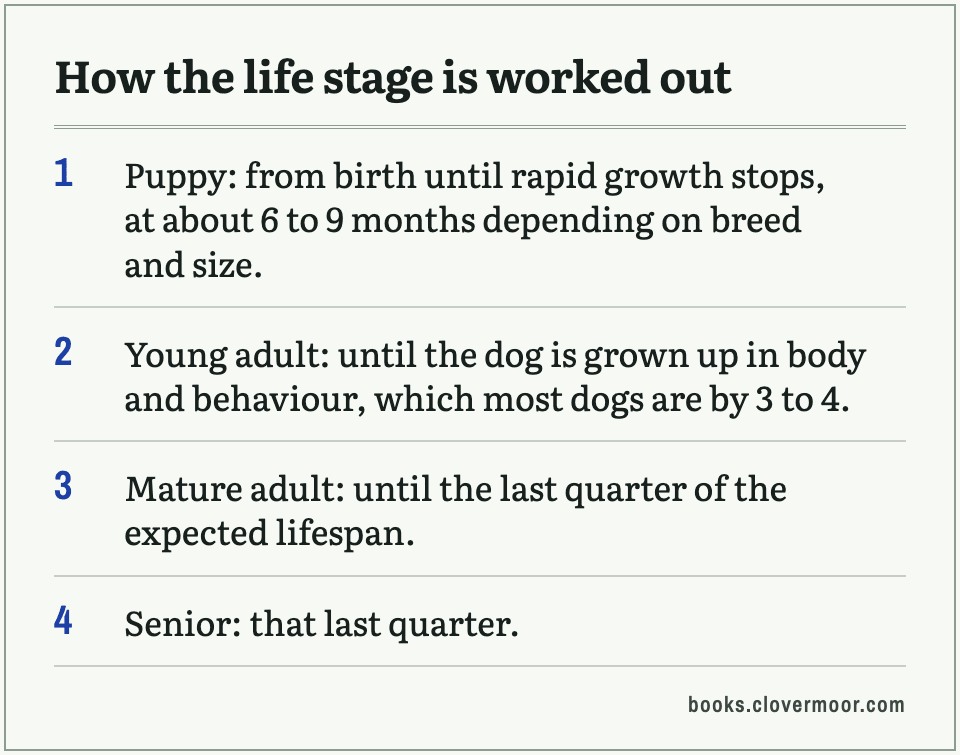 How the life stage is worked out
1 Puppy: from birth until rapid growth stops,
at about 6 to 9 months depending on breed
and size.
2 Young adult: until the dog is grown up in body
and behaviour, which most dogs are by 3 to 4.
3 Mature adult: until the last quarter of the
expected lifespan.
4 Senior: that last quarter.
books.clovermoor.com